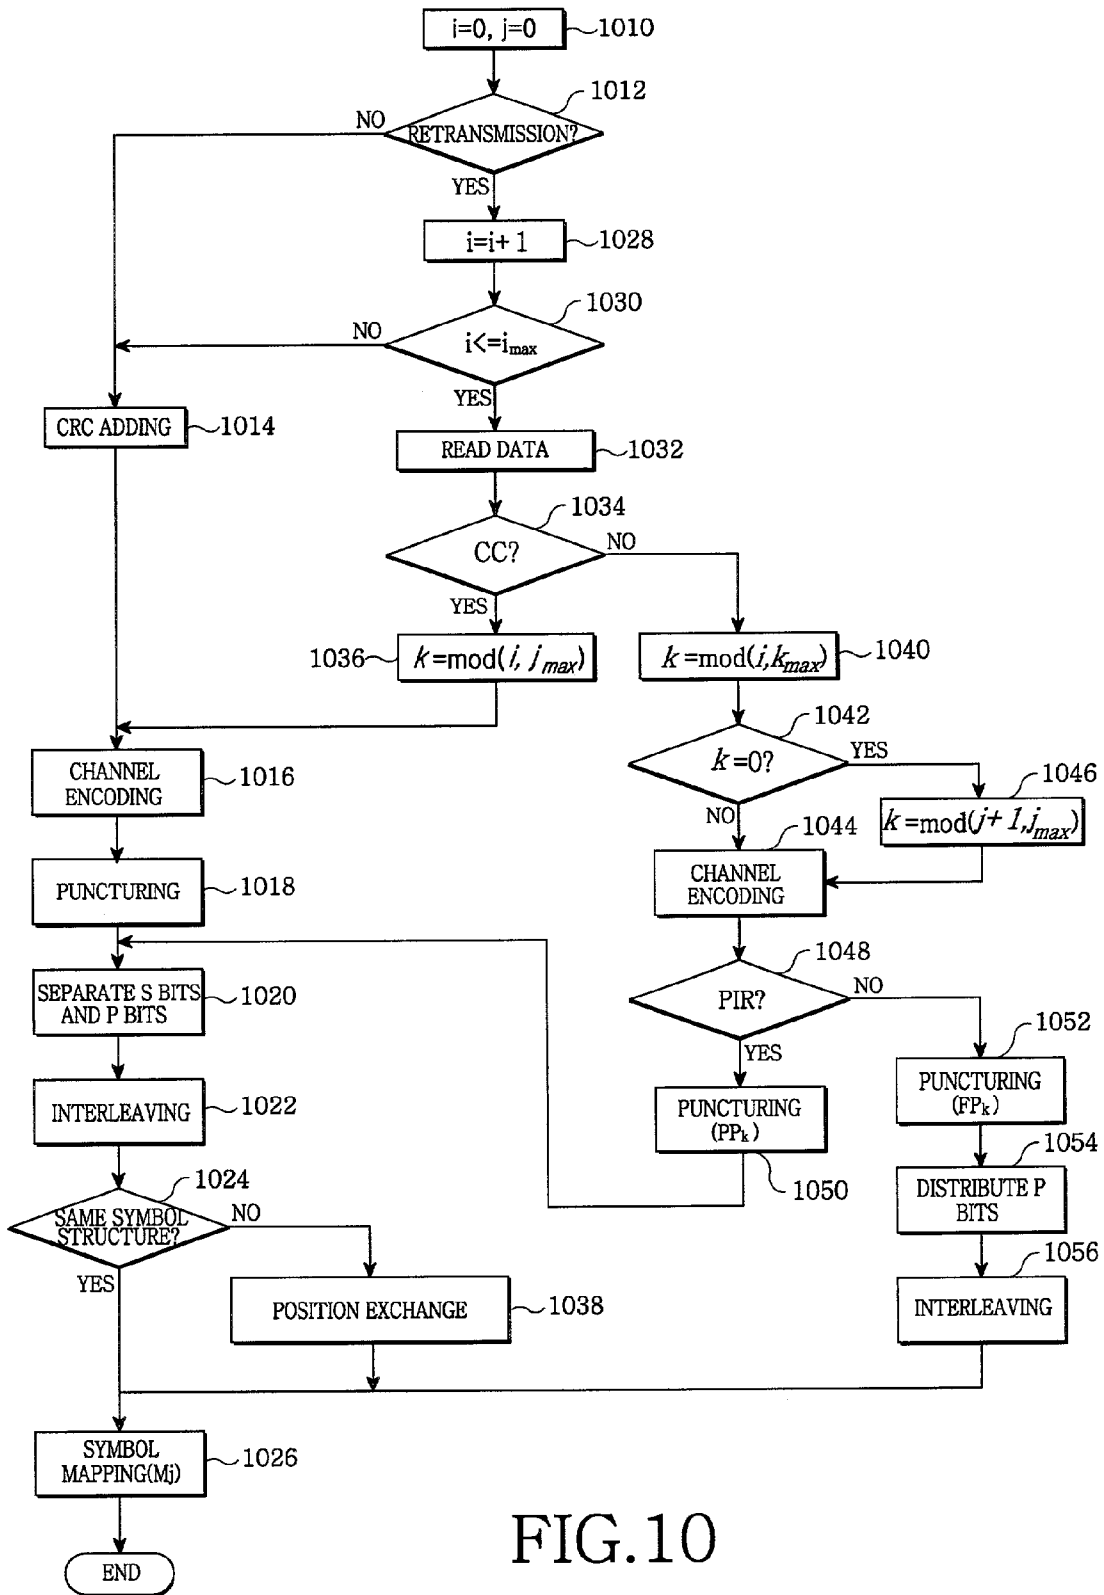 i=0, j=0
1010
1012
NO
RETRANSMISSION?
YES
i=i+1
1028
1030
NO
i<=imax
YES
CRC ADDING
1014
READ DATA
1032
1034
CC?
NO
YES
1036
k=mod(i, jmax)
k=mod(i,kmax)
1040
1042
k=0?
YES
NO
1046
k=mod(j+1,jmax)
CHANNEL
ENCODING
1016
1044
CHANNEL
ENCODING
PUNCTURING
1018
1048
PIR?
NO
YES
SEPARATE S BITS
AND P BITS
1020
1052
PUNCTURING
(FPk)
INTERLEAVING
1022
PUNCTURING
(PPk)
1050
1054
DISTRIBUTE P
BITS
1024
SAME SYMBOL
STRUCTURE?
NO
YES
1056
INTERLEAVING
POSITION EXCHANGE
1038
SYMBOL
MAPPING(Mj)
1026
END
FIG.10